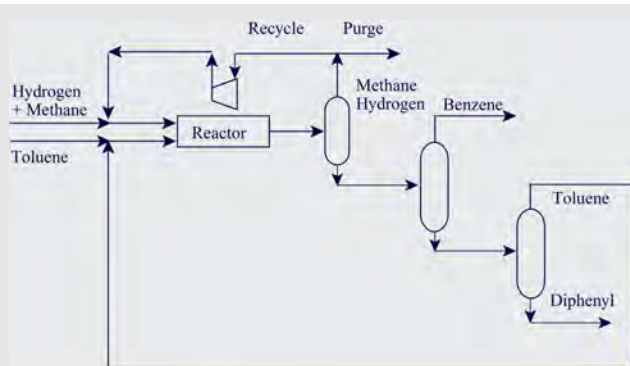 Recycle
Purge
Hydrogen
+ Methane
Methane
Hydrogen
Benzene
Reactor
Toluene
Toluene
Diphenyl